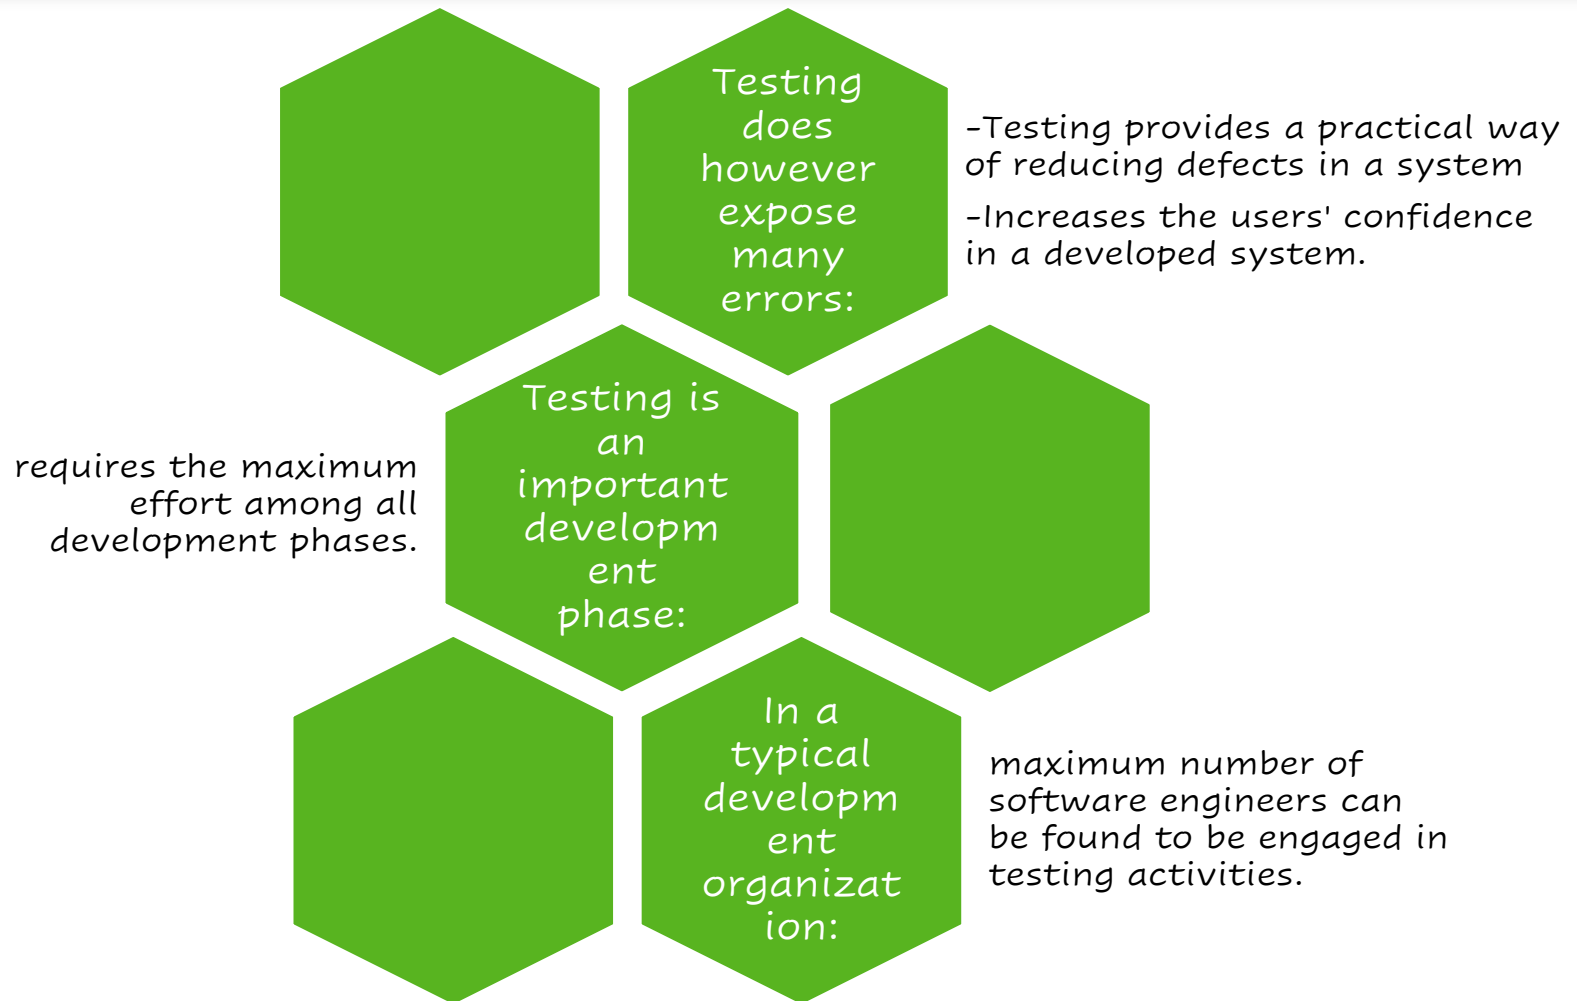 Testing
does
however
expose
many
errors:
-Testing provides a practical way
of reducing defects in a system
-Increases the users' confidence
in a developed system.
Testing is
an
important
developm
ent
phase:
requires the maximum
effort among all
development phases.
In a
typical
developm
ent
organizat
ion:
maximum number of
software engineers can
be found to be engaged in
testing activities.